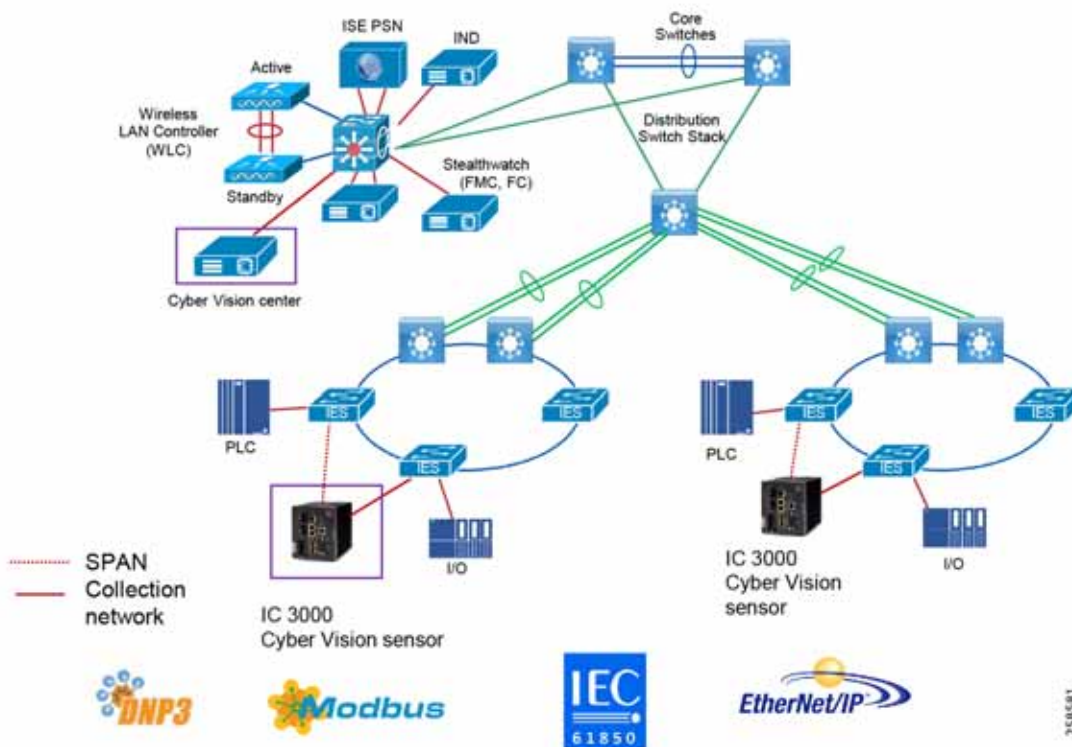 ISE PSN
IND
Core
Switches
Active
Wireless
LAN Controller
(WLC)
Distribution
Switch Stack
Stealthwatch
(FMC, FC)
Standby
Cyber Vision center
IES
IES
IES
IES
PLC
PLC
IES
IES
I/O
I/O
SPAN
Collection
network
IC 3000
Cyber Vision sensor
IC 3000
Cyber Vision
sensor
DNP3
Modbus
IEC
61850
EtherNet/IP
258581